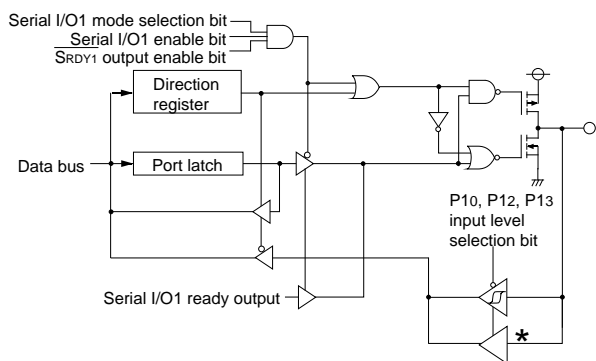 Serial I/O1 mode selection bit
Serial I/O1 enable bit
SRDY1 output enable bit
Direction
register
Data bus
Port latch
P10, P12, P13
input level
selection bit
Serial I/O1 ready output
*